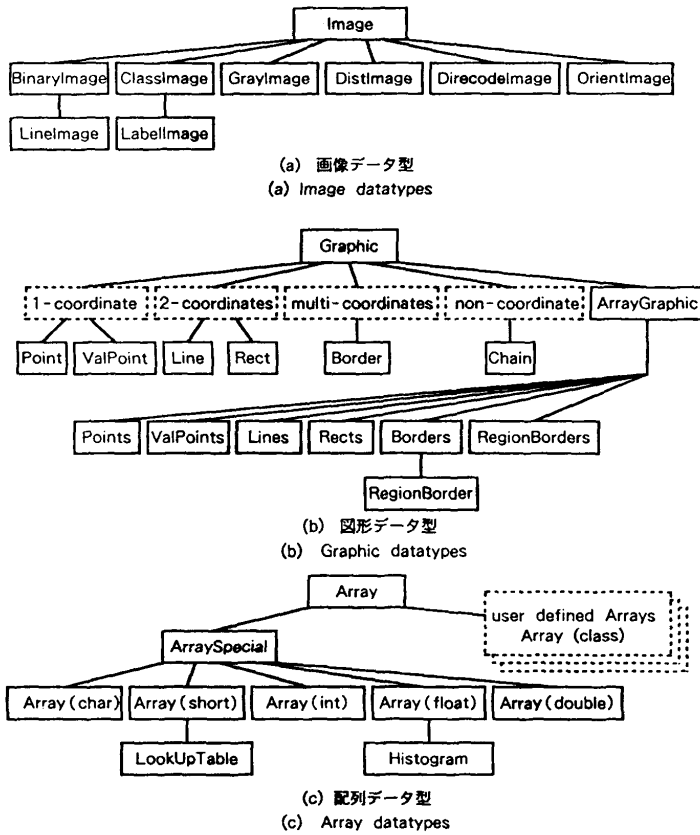 Image
BinaryImage ClassImage GrayImage DistImage DirecodeImage OrientImage
LineImage LabelImage
(a) 画像データ型
(a) Image datatypes
Graphic
1-coordinate 2-coordinates multi-coordinates non-coordinate ArrayGraphic
Point ValPoint Line Rect Border Chain
Points ValPoints Lines Rects Borders RegionBorders
RegionBorder
(b) 図形データ型
(b) Graphic datatypes
Array
user defined Arrays
Array (class)
ArraySpecial
Array (char) Array (short) Array (int) Array (float) Array (double)
LookUpTable Histogram
(c) 配列データ型
(c) Array datatypes